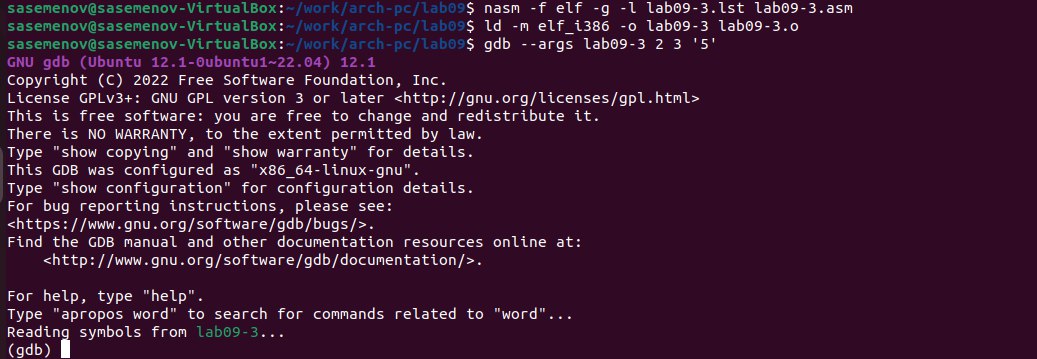 sasemenov@sasemenov-VirtualBox:~/work/arch-pc/lab09$ nasm -f elf -g -l lab09-3.lst lab09-3.asm
sasemenov@sasemenov-VirtualBox:~/work/arch-pc/lab09$ ld -m elf_i386 -o lab09-3 lab09-3.o
sasemenov@sasemenov-VirtualBox:~/work/arch-pc/lab09$ gdb --args lab09-3 2 3 '5'
GNU gdb (Ubuntu 12.1-0ubuntu1~22.04) 12.1
Copyright (C) 2022 Free Software Foundation, Inc.
License GPLv3+: GNU GPL version 3 or later <http://gnu.org/licenses/gpl.html>
This is free software: you are free to change and redistribute it.
There is NO WARRANTY, to the extent permitted by law.
Type "show copying" and "show warranty" for details.
This GDB was configured as "x86_64-linux-gnu".
Type "show configuration" for configuration details.
For bug reporting instructions, please see:
<https://www.gnu.org/software/gdb/bugs/>.
Find the GDB manual and other documentation resources online at:
    <http://www.gnu.org/software/gdb/documentation/>.

For help, type "help".
Type "apropos word" to search for commands related to "word"...
Reading symbols from lab09-3...
(gdb)